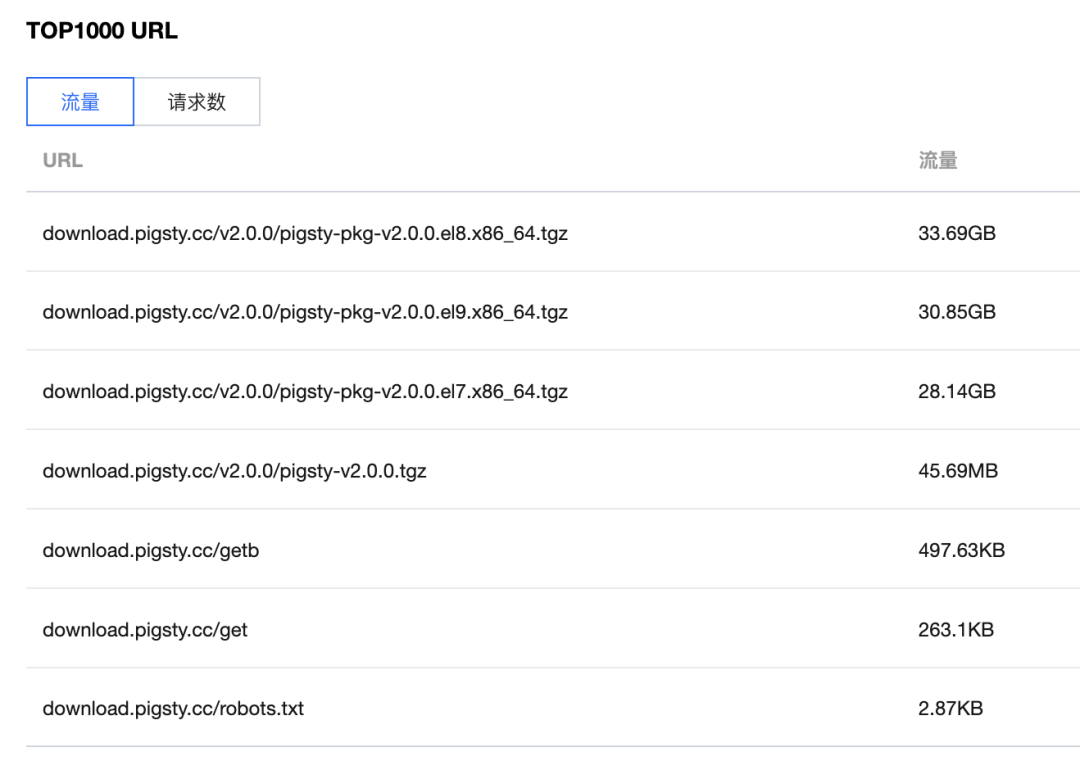 TOP1000 URL
流量 请求数
URL 流量
download.pigsty.cc/v2.0.0/pigsty-pkg-v2.0.0.el8.x86_64.tgz 33.69GB
download.pigsty.cc/v2.0.0/pigsty-pkg-v2.0.0.el9.x86_64.tgz 30.85GB
download.pigsty.cc/v2.0.0/pigsty-pkg-v2.0.0.el7.x86_64.tgz 28.14GB
download.pigsty.cc/v2.0.0/pigsty-v2.0.0.tgz 45.69MB
download.pigsty.cc/getb 497.63KB
download.pigsty.cc/get 263.1KB
download.pigsty.cc/robots.txt 2.87KB